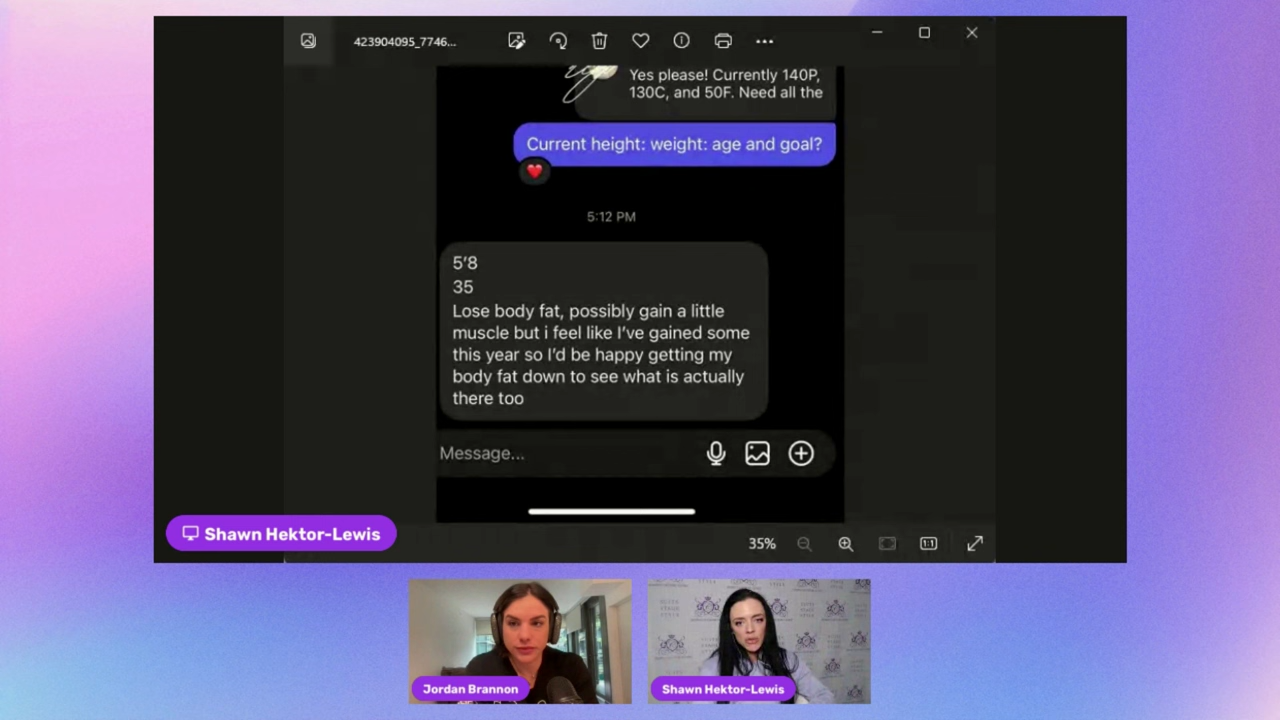 423904095_7746...
Yes please! Currently 140P,
130C, and 50F. Need all the
Current height: weight: age and goal?
5:12 PM
5'8
35
Lose body fat, possibly gain a little
muscle but i feel like I've gained some
this year so I'd be happy getting my
body fat down to see what is actually
there too
Message...
Shawn Hektor-Lewis
35%
1:1
Jordan Brannon
Shawn Hektor-Lewis